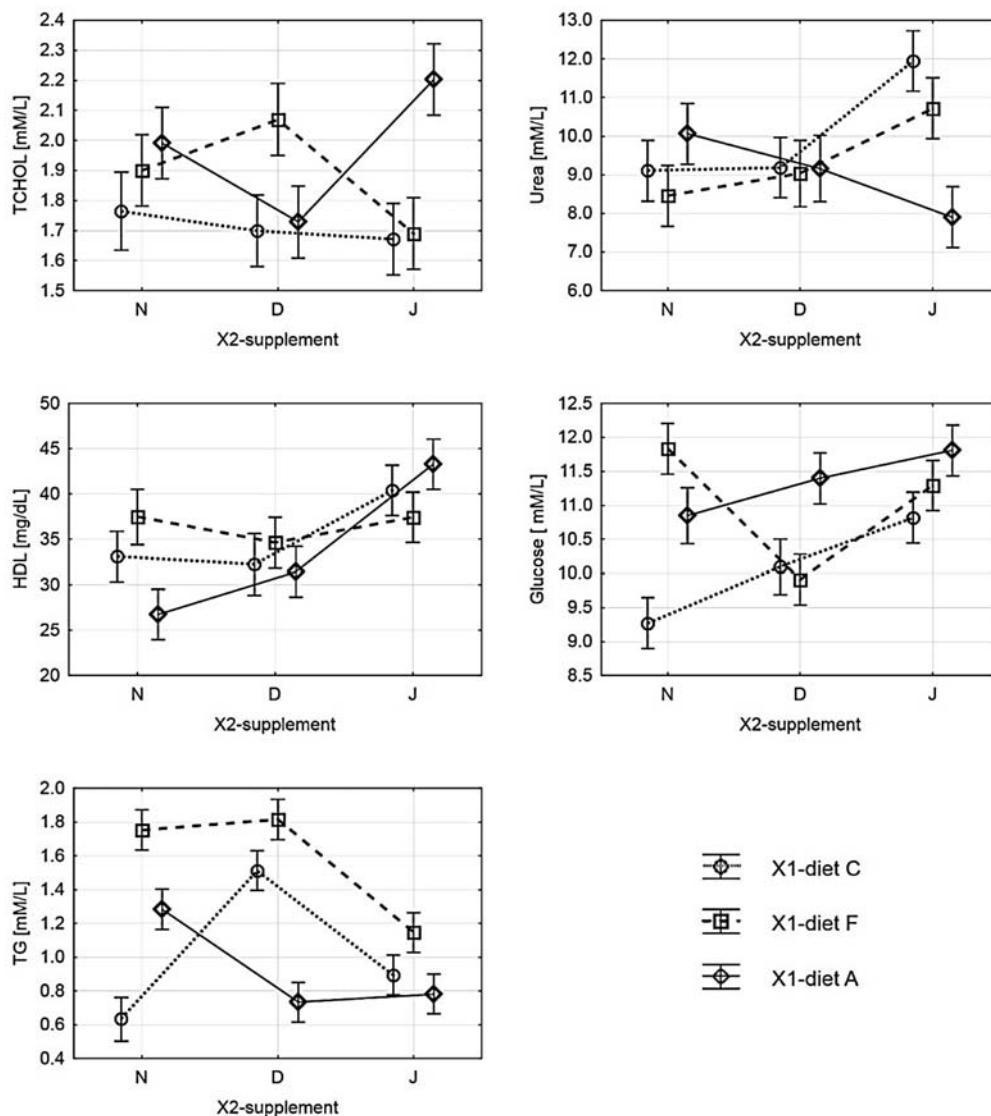 TCHOL [mM/L]
2.4
2.3
2.2
2.1
2.0
1.9
1.8
1.7
1.6
1.5
N D J
X2-supplement
Urea [mM/L]
13.0
12.0
11.0
10.0
9.0
8.0
7.0
6.0
N D J
X2-supplement
HDL [mg/dL]
50
45
40
35
30
25
20
N D J
X2-supplement
Glucose [ mM/L]
12.5
12.0
11.5
11.0
10.5
10.0
9.5
9.0
8.5
N D J
X2-supplement
TG [mM/L]
2.0
1.8
1.6
1.4
1.2
1.0
0.8
0.6
0.4
N D J
X2-supplement
X1-diet C
X1-diet F
X1-diet A